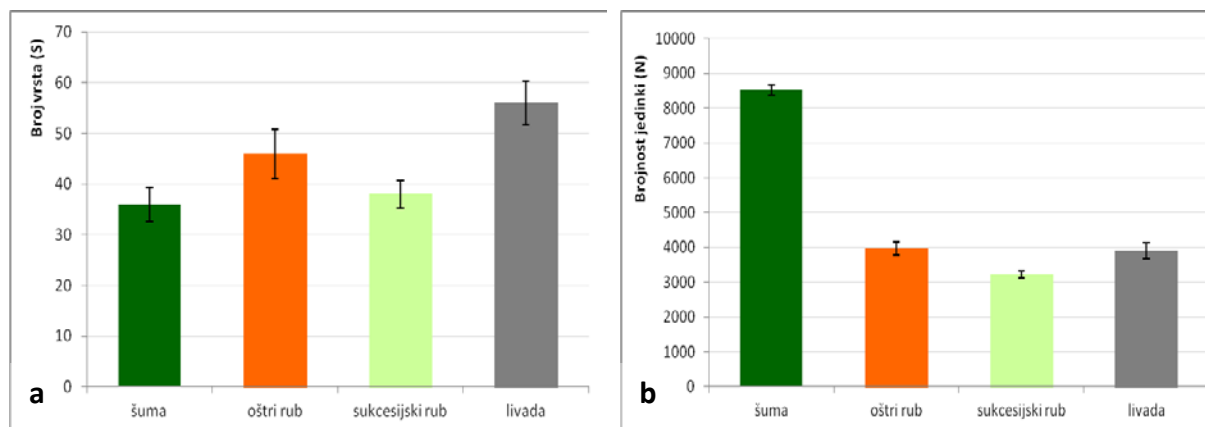 Broj vrsta (S)
70
60
50
40
30
20
10
0
šuma
oštri rub
sukcesijski rub
livada
a
Brojnost jedinki (N)
10000
9000
8000
7000
6000
5000
4000
3000
2000
1000
0
šuma
oštri rub
sukcesijski rub
livada
b